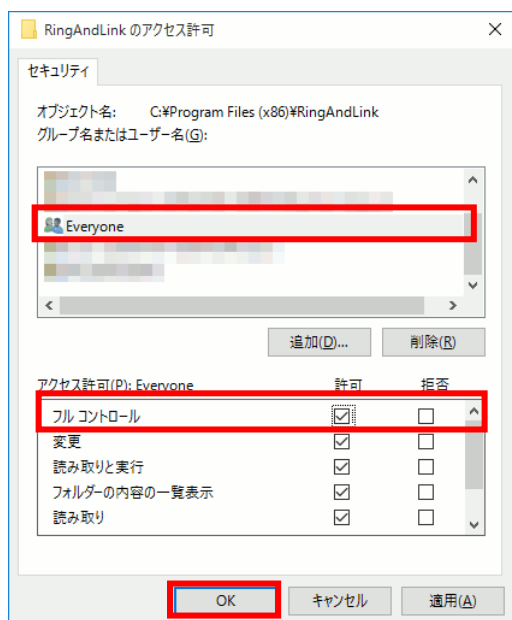 RingAndLink のアクセス許可
セキュリティ
オブジェクト名: C:¥Program Files (x86)¥RingAndLink
グループ名またはユーザー名(G):
Everyone
追加(D)... 削除(R)
アクセス許可(P): Everyone 許可 拒否
フル コントロール
変更
読み取りと実行
フォルダーの内容の一覧表示
読み取り
OK キャンセル 適用(A)